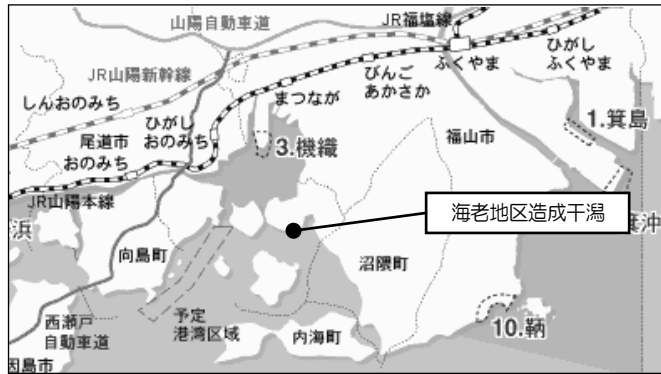 山陽自動車道
JR福塩線
JR山陽新幹線
ひがし
ふくやま
ふくやま
びんご
あかさか
まつなが
しんおのみち
ひがし
おのみち
尾道市
おのみち
1.箕島
3.機織
福山市
JR山陽本線
海老地区造成干潟
箕沖
浜
向島町
沼隈町
西瀬戸
自動車道
予定
港湾区域
内海町
10.鞆
因島市